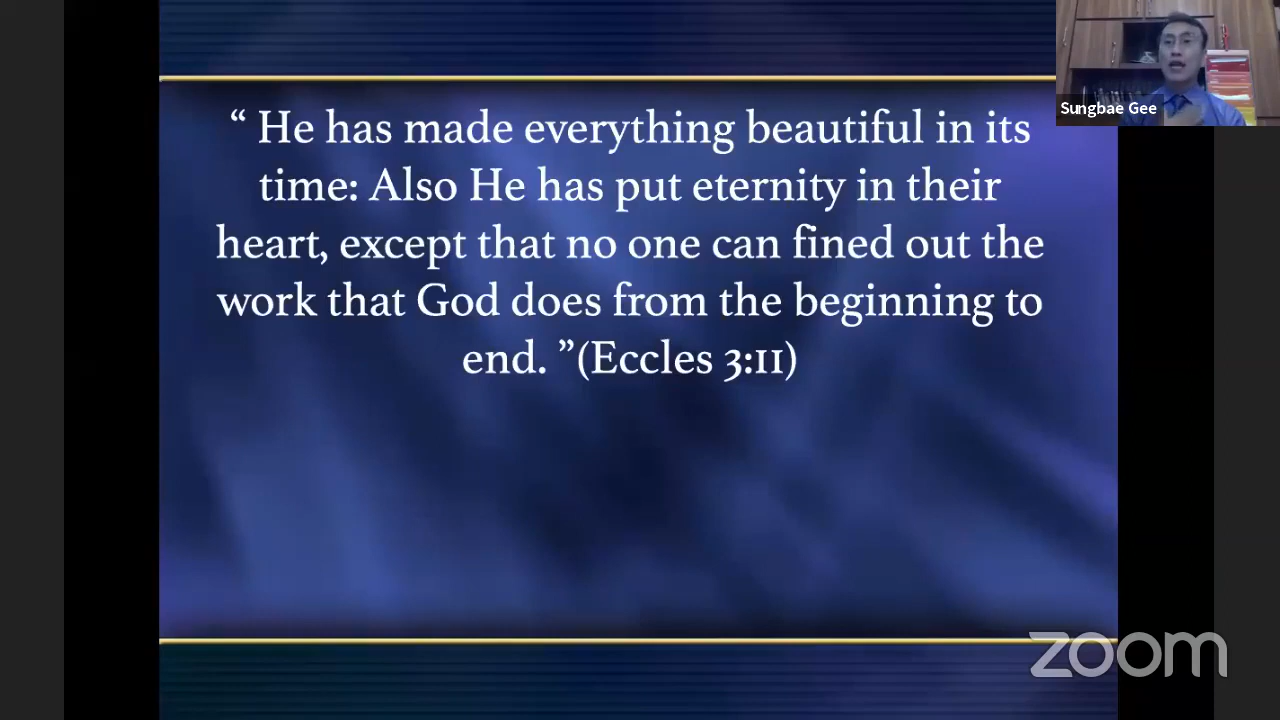 “ He has made everything beautiful in its
time: Also He has put eternity in their
heart, except that no one can fined out the
work that God does from the beginning to
end. ”(Eccles 3:11)
Sungbae Gee
zoom